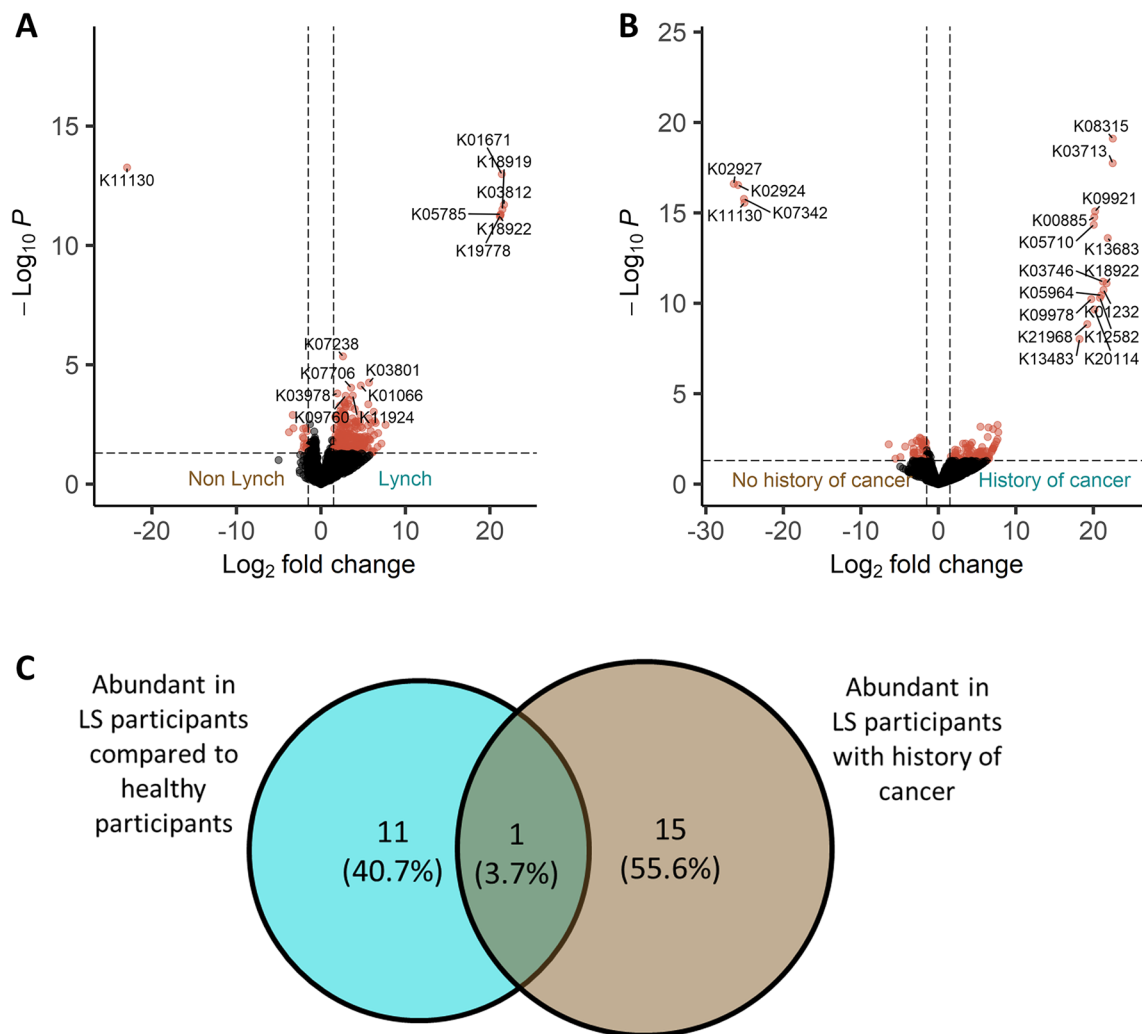 A
15
10
5
0
-20
-10
0
10
20
− Log10 P
Log2 fold change
K11130
K01671
K18919
K03812
K05785
K18922
K19778
K07238
K07706
K03801
K03978
K01066
K09760
K11924
Non Lynch
Lynch
B
25
20
15
10
5
0
-30
-20
-10
0
10
20
− Log10 P
Log2 fold change
K02927
K02924
K11130
K07342
K08315
K03713
K09921
K00885
K05710
K13683
K03746
K18922
K05964
K01232
K09978
K21968
K12582
K13483
K20114
No history of cancer
History of cancer
C
Abundant in
LS participants
compared to
healthy
participants
11
(40.7%)
1
(3.7%)
15
(55.6%)
Abundant in
LS participants
with history of
cancer